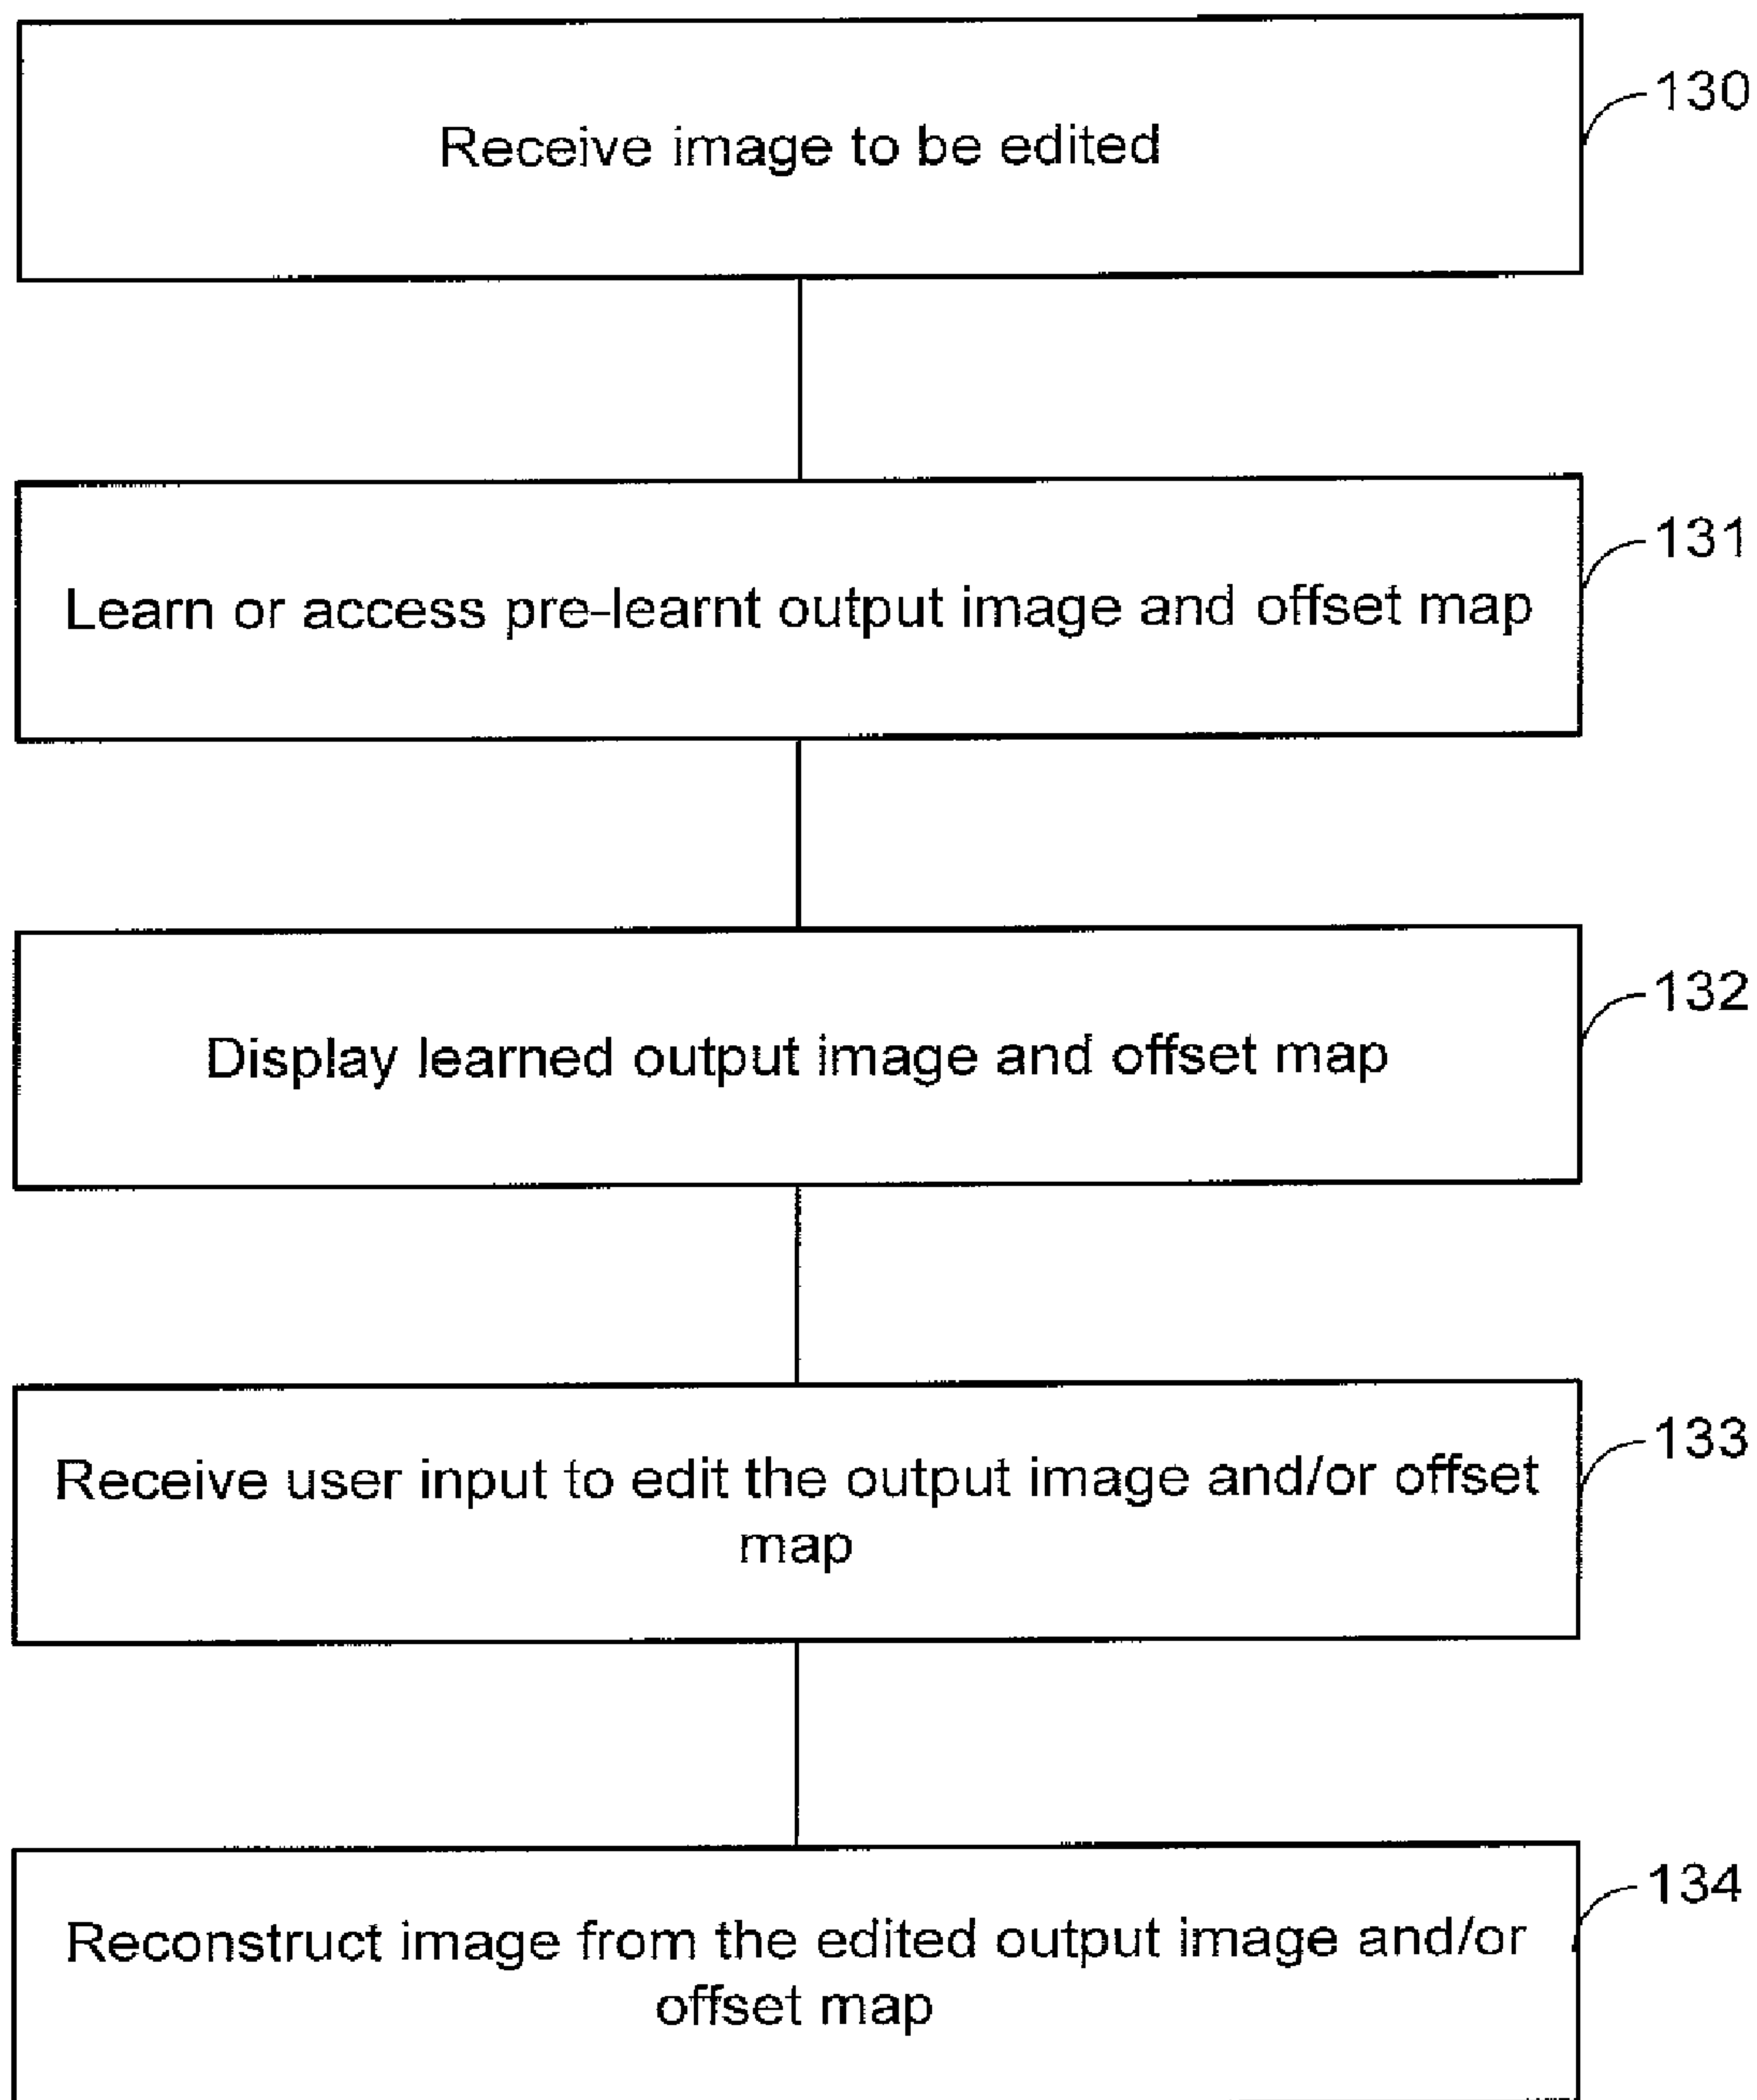 Receive image to be edited
130
Learn or access pre-learnt output image and offset map
131
Display learned output image and offset map
132
Receive user input to edit the output image and/or offset
map
133
Reconstruct image from the edited output image and/or
offset map
134